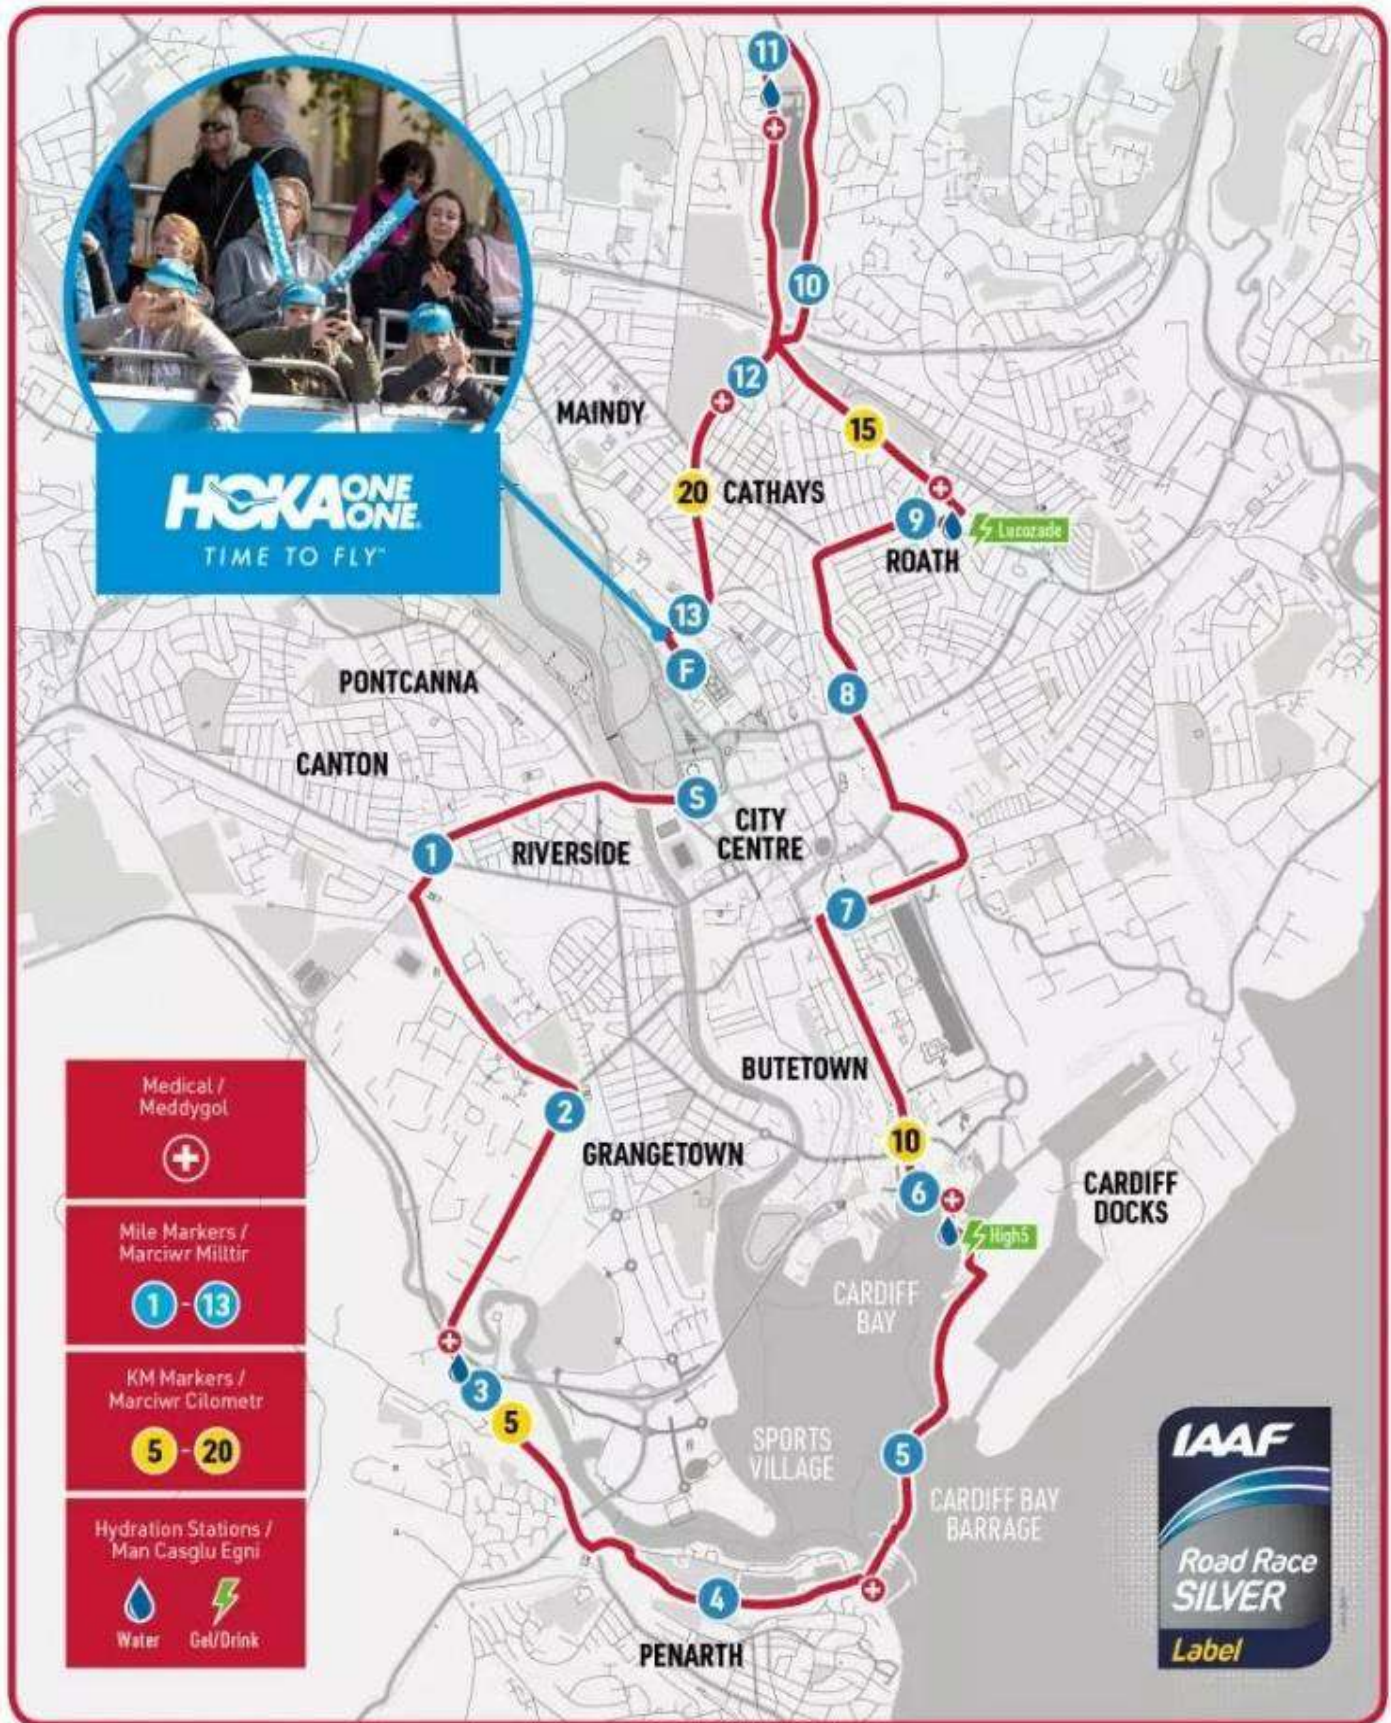 11
10
12
MAINDY
15
20
CATHAYS
9
Lucozade
ROATH
HOKA ONE
ONE.
TIME TO FLY™
13
F
PONTCANNA
8
CANTON
S
CITY
CENTRE
1
RIVERSIDE
7
BUTETOWN
2
10
GRANGETOWN
6
CARDIFF
DOCKS
High5
CARDIFF
BAY
3
5
SPORTS
VILLAGE
5
CARDIFF BAY
BARRAGE
4
PENARTH
Medical /
Meddygol
Mile Markers /
Marciwr Milltir
1 - 13
KM Markers /
Marciwr Cilometr
5 - 20
Hydration Stations /
Man Casglu Egni
Water Gel/Drink
IAAF
Road Race
SILVER
Label